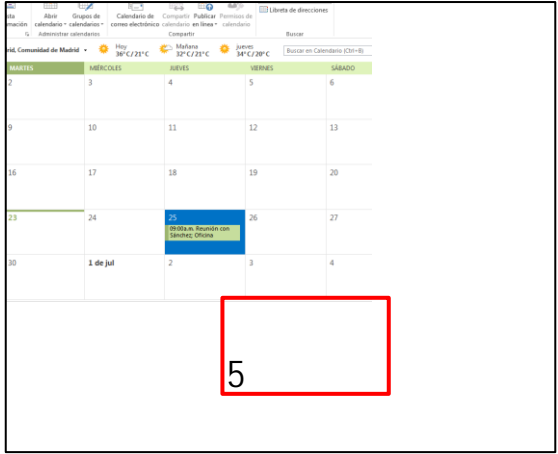 sta Abrir Grupos de Calendario de Compartir Publicar Permisos de Libreta de direcciones
mación calendario calendarios correo electrónico calendario en línea calendario
Administrar calendarios Compartir Buscar
rid, Comunidad de Madrid Hoy 36°C/21°C Mañana 32°C/21°C jueves 34°C/20°C Buscar en Calendario (Ctrl+B)
MARTES MIÉRCOLES JUEVES VIERNES SÁBADO
2 3 4 5 6
9 10 11 12 13
16 17 18 19 20
23 24 25 26 27
09:00a.m. Reunión con
Sánchez; Oficina
30 1 de jul 2 3 4
5